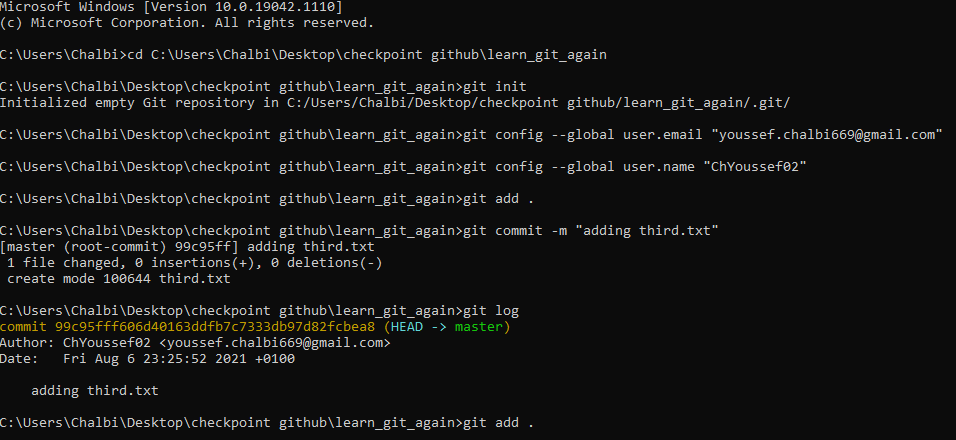 Microsoft Windows [Version 10.0.19042.1110]
(c) Microsoft Corporation. All rights reserved.
C:\Users\Chalbi>cd C:\Users\Chalbi\Desktop\checkpoint github\learn_git_again
C:\Users\Chalbi\Desktop\checkpoint github\learn_git_again>git init
Initialized empty Git repository in C:/Users/Chalbi/Desktop/checkpoint github/learn_git_again/.git/
C:\Users\Chalbi\Desktop\checkpoint github\learn_git_again>git config --global user.email "youssef.chalbi669@gmail.com"
C:\Users\Chalbi\Desktop\checkpoint github\learn_git_again>git config --global user.name "ChYoussef02"
C:\Users\Chalbi\Desktop\checkpoint github\learn_git_again>git add .
C:\Users\Chalbi\Desktop\checkpoint github\learn_git_again>git commit -m "adding third.txt"
[master (root-commit) 99c95ff] adding third.txt
 1 file changed, 0 insertions(+), 0 deletions(-)
 create mode 100644 third.txt
C:\Users\Chalbi\Desktop\checkpoint github\learn_git_again>git log
commit 99c95fff606d40163ddfb7c7333db97d82fcbea8 (HEAD -> master)
Author: ChYoussef02 <youssef.chalbi669@gmail.com>
Date:   Fri Aug 6 23:25:52 2021 +0100
    adding third.txt
C:\Users\Chalbi\Desktop\checkpoint github\learn_git_again>git add .